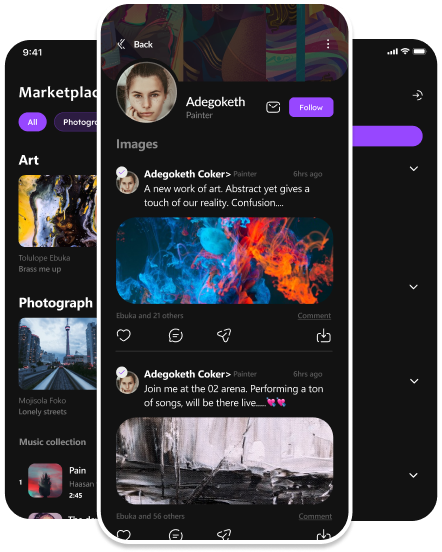 9:41
Marketplac
All
Photogra
Art
Tolulope Ebuka
Brass me up
Photograph
Mojisola Foko
Lonely streets
Music collection
1
Pain
Haasan
2:45
Back
Adegoketh
Painter
Follow
Images
Adegoketh Coker> Painter 6hrs ago
A new work of art. Abstract yet gives a
touch of our reality. Confusion....
Ebuka and 21 others Comment
Adegoketh Coker> Painter 6hrs ago
Join me at the 02 arena. Performing a ton
of songs, will be there live.....💘💘
Ebuka and 56 others Comment